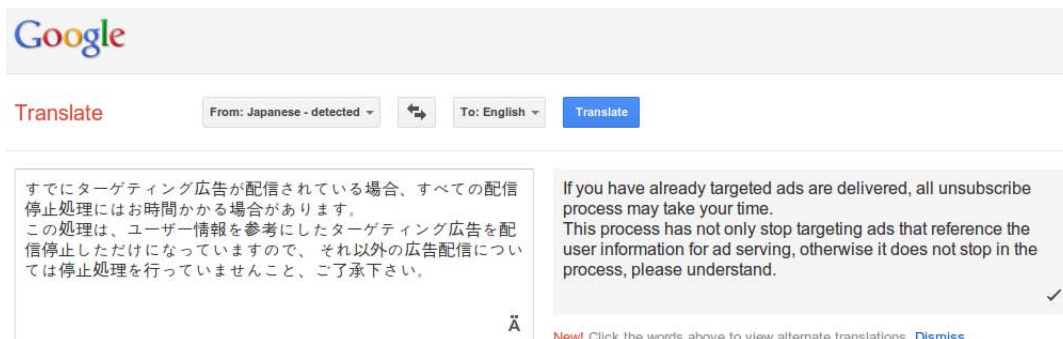 Google
Translate
From: Japanese - detected
To: English
Translate
すでにターゲティング広告が配信されている場合、すべての配信
停止処理にはお時間かかる場合があります。
この処理は、ユーザー情報を参考にしたターゲティング広告を配
信停止しただけになっていますので、 それ以外の広告配信につい
ては停止処理を行っていませんこと、ご了承下さい。
Ä
If you have already targeted ads are delivered, all unsubscribe
process may take your time.
This process has not only stop targeting ads that reference the
user information for ad serving, otherwise it does not stop in the
process, please understand.
New! Click the words above to view alternate translations. Dismiss